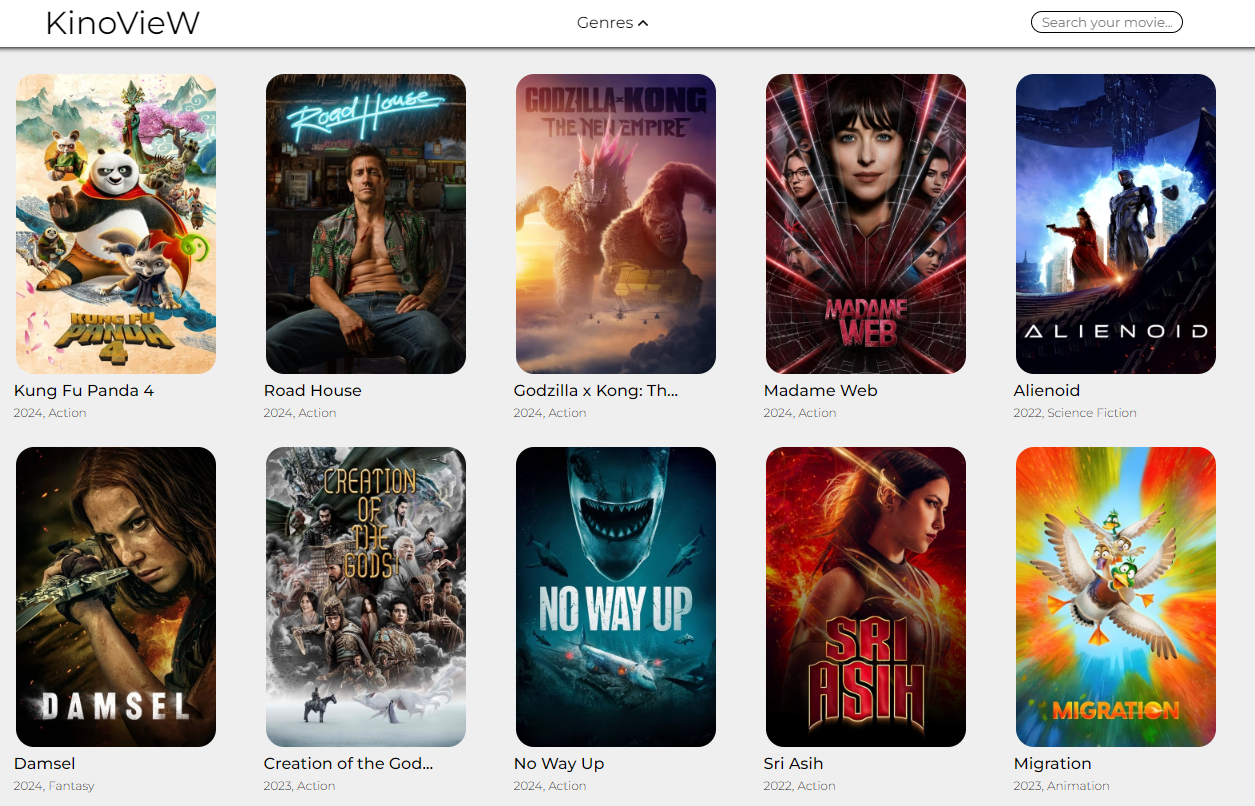 KinoVieW
Genres
Search your movie...
KUNG FU
PANDA
4
Road House
GODZILLA x KONG
THE NEW EMPIRE
MADAME
WEB
ALIENOID
Kung Fu Panda 4
Road House
Godzilla x Kong: Th...
Madame Web
Alienoid
2024, Action
2024, Action
2024, Action
2024, Action
2022, Science Fiction
DAMSEL
CREATION
OF
THE
GODS I
NO WAY UP
SRI
ASIH
MIGRATION
Damsel
Creation of the God...
No Way Up
Sri Asih
Migration
2024, Fantasy
2023, Action
2024, Action
2022, Action
2023, Animation